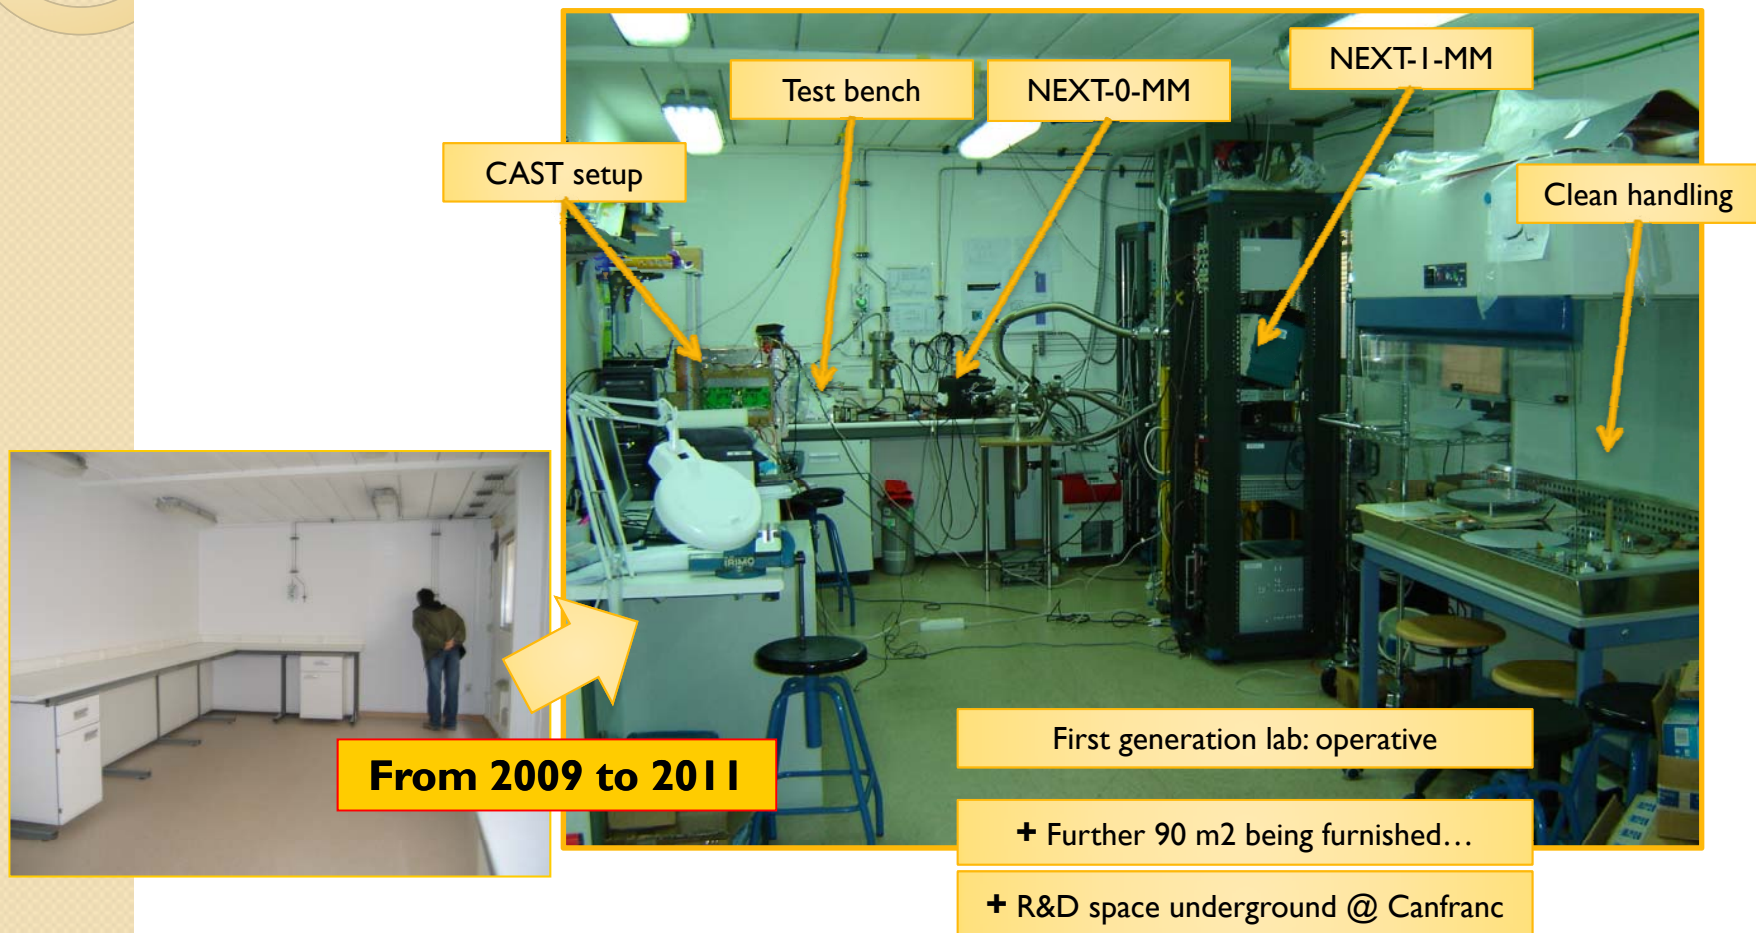 NEXT-1-MM
Test bench
NEXT-0-MM
CAST setup
Clean handling
IRIMO
First generation lab: operative
From 2009 to 2011
+ Further 90 m2 being furnished…
+ R&D space underground @ Canfranc